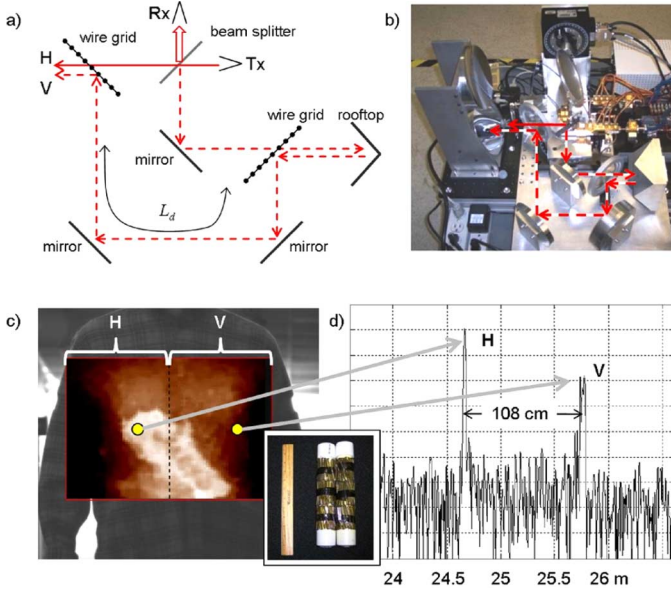 a)
Rx
beam splitter
wire grid
H
V
Tx
wire grid
rooftop
mirror
L_d
mirror
mirror
b)
c)
H
V
d)
H
V
108 cm
24 24.5 25 25.5 26 m